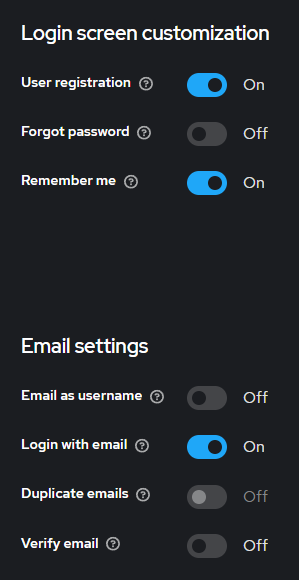 Login screen customization
User registration ? On
Forgot password ? Off
Remember me ? On
Email settings
Email as username ? Off
Login with email ? On
Duplicate emails ? Off
Verify email ? Off